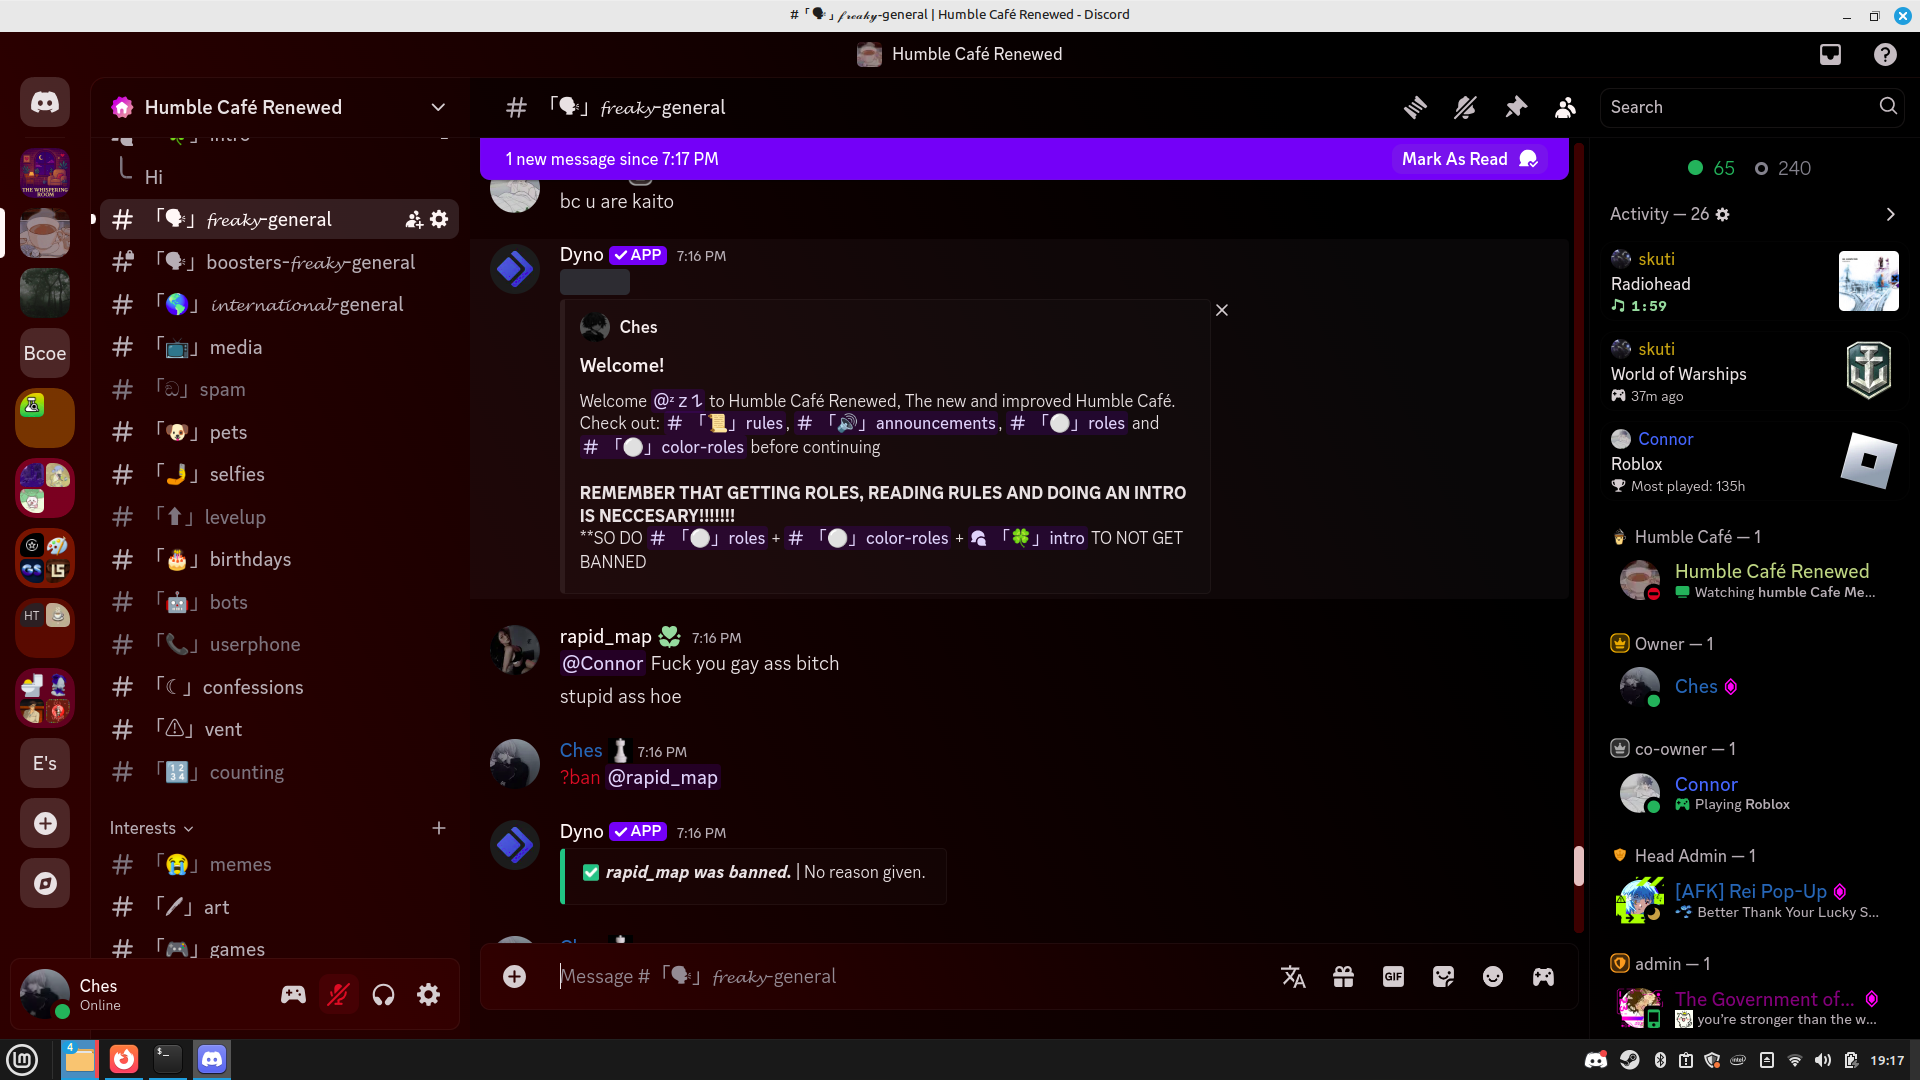 #「🗣️」𝒻𝓇𝑒𝒶𝓀𝓎-general | Humble Café Renewed - Discord
Humble Café Renewed
Humble Café Renewed
Hi
「🗣️」𝒻𝓇𝑒𝒶𝓀𝓎-general
「🗣️」boosters-𝒻𝓇𝑒𝒶𝓀𝓎-general
「🌎」𝒾𝓃𝓉𝑒𝓇𝓃𝒶𝓉𝒾𝑜𝓃𝒶𝓁-general
「📺」media
spam
「🐶」pets
「🤳」selfies
「⬆」levelup
「🎂」birthdays
「🤖」bots
「📞」userphone
「☾」confessions
「⚠」vent
「🔢」counting
Interests
「😭」memes
「🖊」art
「🎮」games
Ches
Online
THE WHISPERING ROOM
Bcoe
GS
LS
HT
E's
# 「🗣️」𝒻𝓇𝑒𝒶𝓀𝓎-general
1 new message since 7:17 PM
Mark As Read
bc u are kaito
Dyno ✓ APP 7:16 PM
Ches
Welcome!
Welcome @ᶻ 𝗓 𐰁 to Humble Café Renewed, The new and improved Humble Café.
Check out: # 「📜」rules, # 「🔊」announcements, # 「⚪」roles and
# 「⚪」color-roles before continuing
REMEMBER THAT GETTING ROLES, READING RULES AND DOING AN INTRO
IS NECCESARY!!!!!!!
**SO DO # 「⚪」roles + # 「⚪」color-roles + 「🍀」intro TO NOT GET
BANNED
rapid_map 7:16 PM
@Connor Fuck you gay ass bitch
stupid ass hoe
Ches 7:16 PM
?ban @rapid_map
Dyno ✓ APP 7:16 PM
✅ rapid_map was banned. | No reason given.
Message #「🗣️」𝒻𝓇𝑒𝒶𝓀𝓎-general
GIF
Search
65 240
Activity — 26
skuti
Radiohead
1:59
skuti
World of Warships
37m ago
Connor
Roblox
Most played: 135h
Humble Café — 1
Humble Café Renewed
Watching humble Cafe Me...
Owner — 1
Ches
co-owner — 1
Connor
Playing Roblox
Head Admin — 1
[AFK] Rei Pop-Up
Better Thank Your Lucky S...
admin — 1
The Government of...
you're stronger than the w...
4
19:17